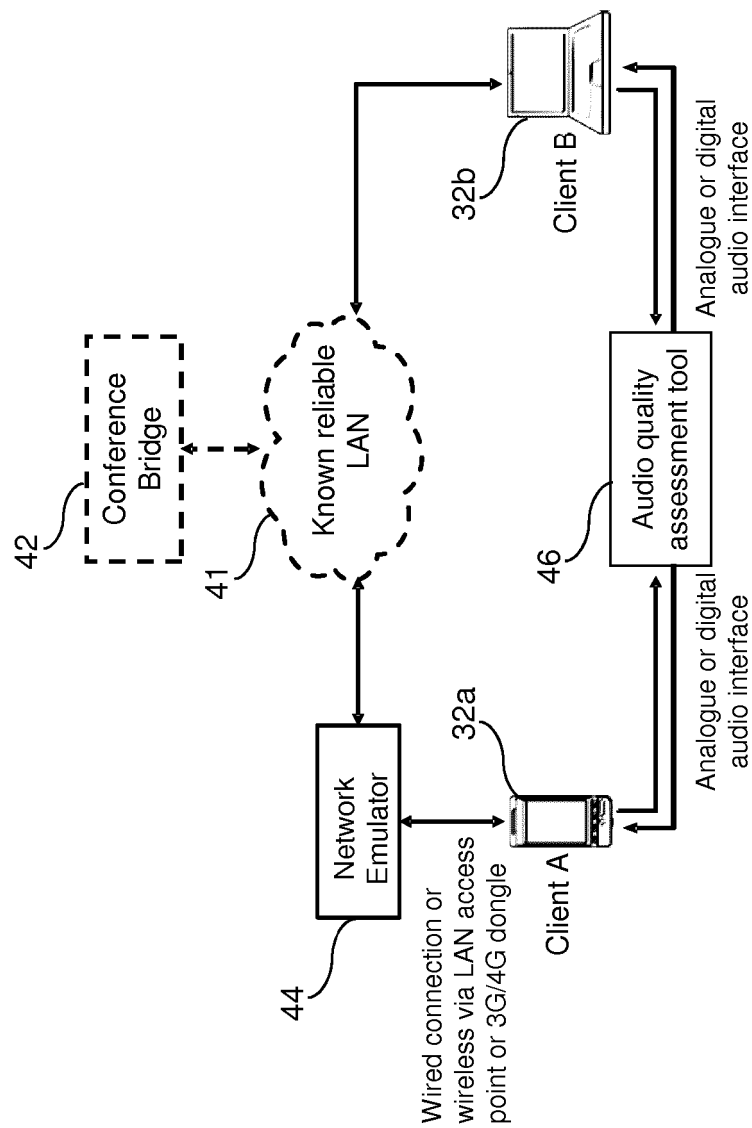 42
Conference
Bridge
41
Known reliable
LAN
44
Network
Emulator
Wired connection or
wireless via LAN access
point or 3G/4G dongle
32a
Client A
32b
Client B
46
Audio quality
assessment tool
Analogue or digital
audio interface
Analogue or digital
audio interface